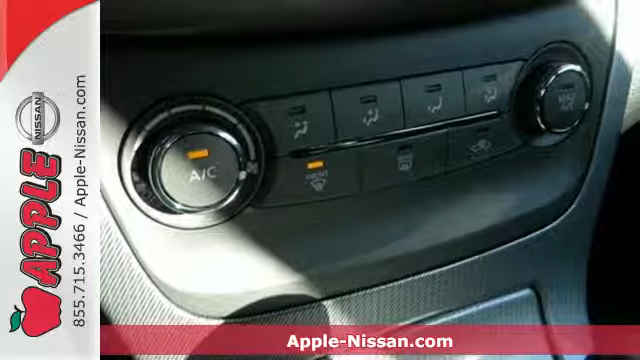 NISSAN
APPLE
855.715.3466 / Apple-Nissan.com
A/C
FRONT
Apple-Nissan.com